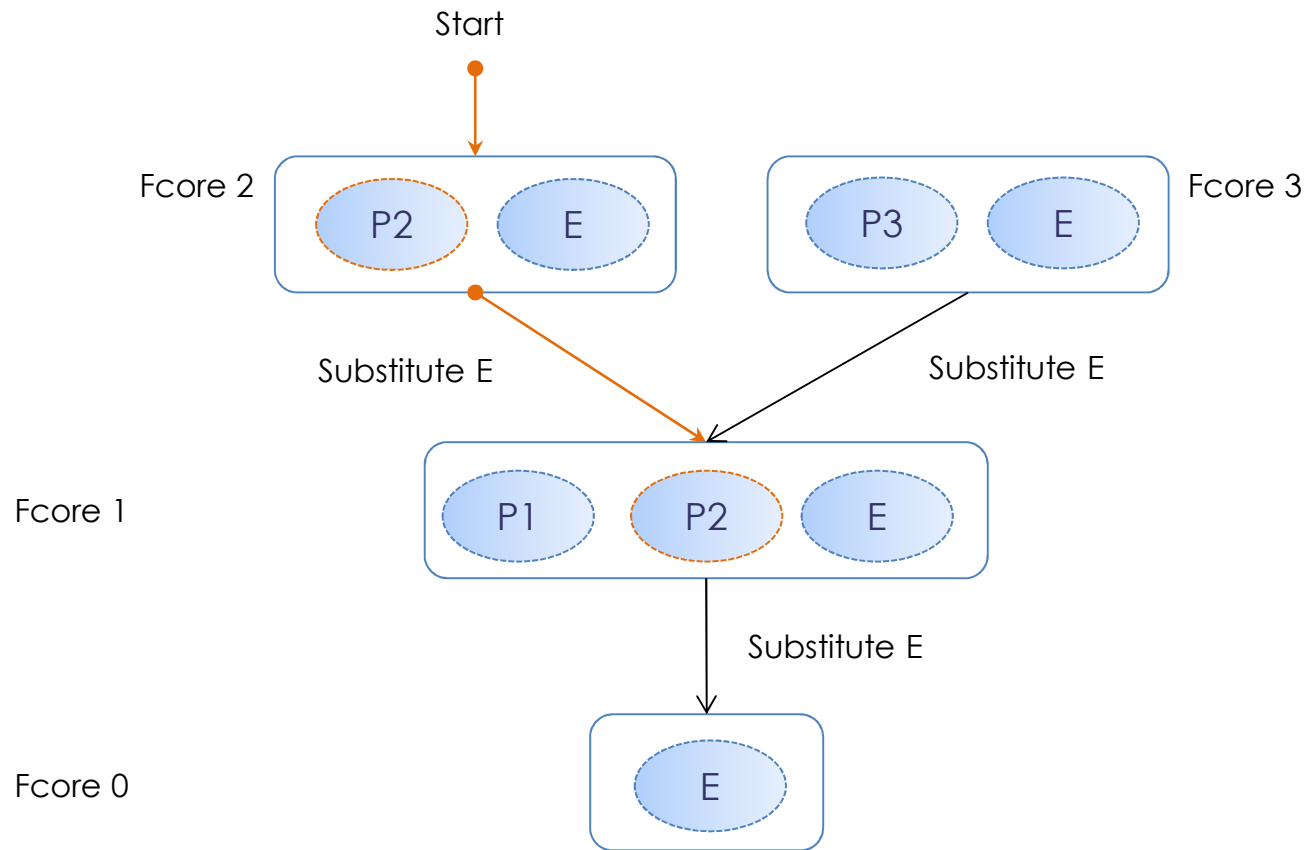 Start
Fcore 2
P2
E
P3
E
Fcore 3
Substitute E
Substitute E
Fcore 1
P1
P2
E
Substitute E
Fcore 0
E